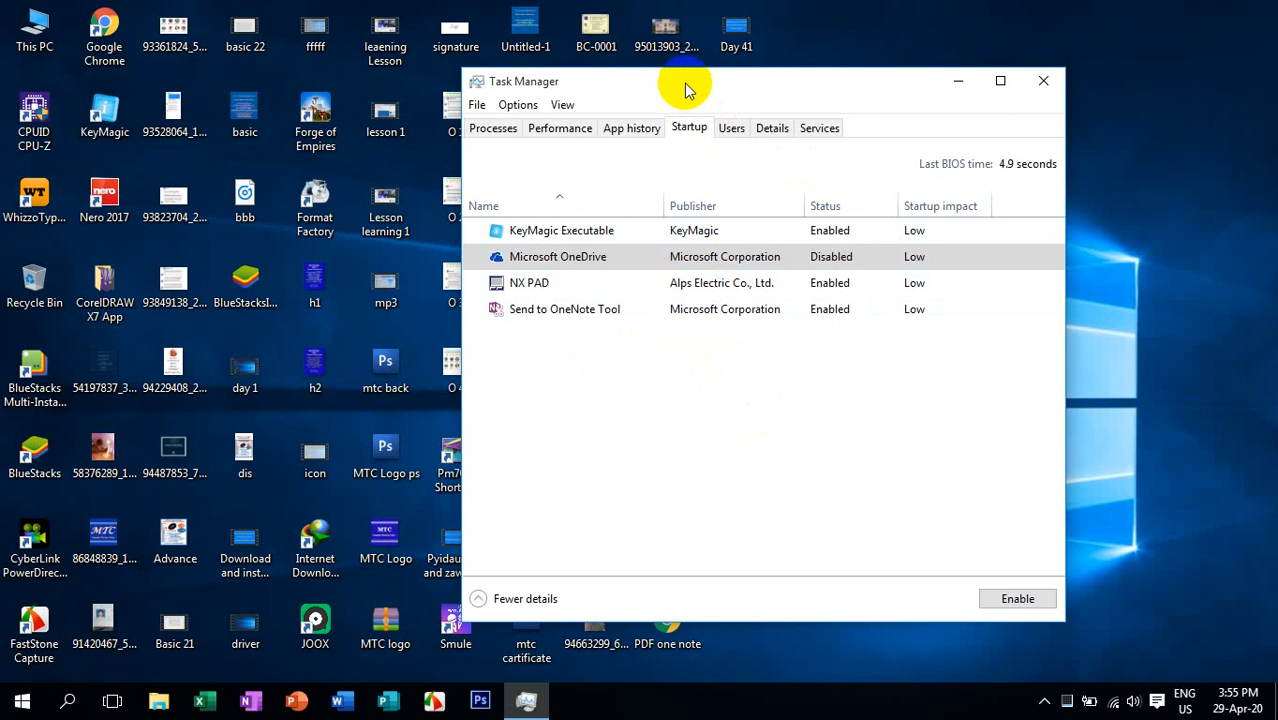 This PC
Google
Chrome
93361824_5...
basic 22
fffff
leaening
Lesson
signature
Untitled-1
BC-0001
95013903_2...
Day 41
CPUID
CPU-Z
KeyMagic
93528064_1...
basic
Forge of
Empires
lesson 1
WhizzoTyp...
Nero 2017
93823704_2...
bbb
Format
Factory
Lesson
learning 1
Recycle Bin
CorelDRAW
X7 App
93849138_2...
BlueStacksI...
h1
mp3
BlueStacks
Multi-Insta...
54197837_3...
94229408_2...
day 1
h2
mtc back
BlueStacks
58376289_1...
94487853_7...
dis
icon
MTC Logo ps
CyberLink
PowerDirec...
86848839_1...
Advance
Download
and inst...
Internet
Downlo...
MTC Logo
Pyidau
and zaw
FastStone
Capture
91420467_5...
Basic 21
driver
JOOX
MTC logo
Smule
mtc
certificate
94663299_6...
PDF one note
Task Manager
File Options View
Processes Performance App history Startup Users Details Services
Last BIOS time: 4.9 seconds
Name Publisher Status Startup impact
KeyMagic Executable KeyMagic Enabled Low
Microsoft OneDrive Microsoft Corporation Disabled Low
NX PAD Alps Electric Co., Ltd. Enabled Low
Send to OneNote Tool Microsoft Corporation Enabled Low
Fewer details
Enable
ENG
US
3:55 PM
29-Apr-20